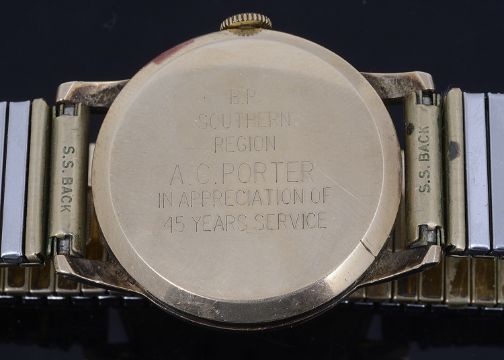 B.R.
SOUTHERN
REGION
A.C. PORTER
IN APPRECIATION OF
45 YEARS SERVICE
S.S. BACK
S.S. BACK